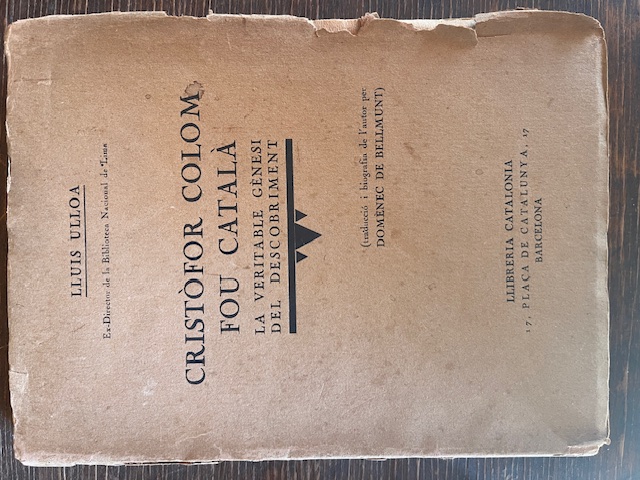 LLUIS ULLOA
Ex-Director de la Biblioteca Nacional de Lima
CRISTÒFOR COLOM
FOU CATALÀ
LA VERITABLE GÈNESI
DEL DESCOBRIMENT
(traducció i biografia de l'autor per:
DOMÈNEC DE BELLMUNT)
LLIBRERIA CATALONIA
17, PLAÇA DE CATALUNYA, 17
BARCELONA